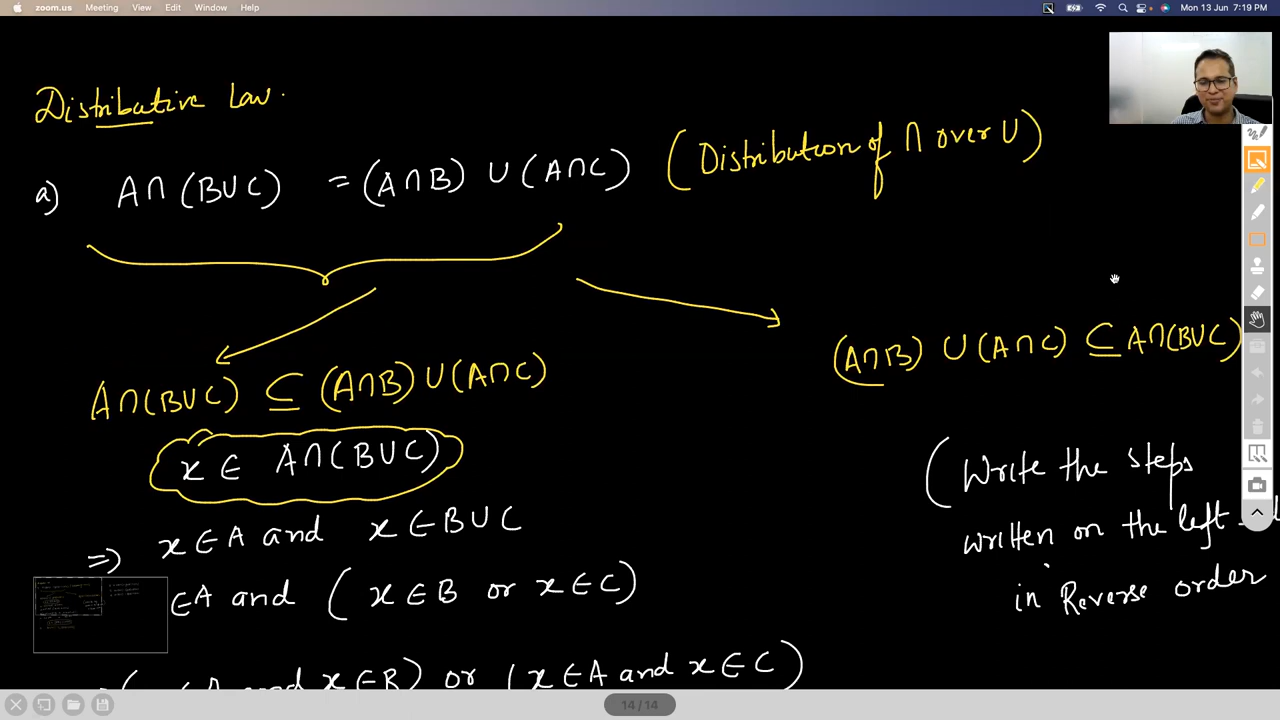 zoom.us Meeting View Edit Window Help Mon 13 Jun 7:19 PM
Distributive Law.
a) A∩(B∪C) = (A∩B) ∪ (A∩C) (Distribution of ∩ over ∪)
A∩(B∪C) ⊆ (A∩B)∪(A∩C)
(A∩B) ∪ (A∩C) ⊆ A∩(B∪C)
x ∈ A∩(B∪C)
(Write the steps
written on the left
in Reverse order
⇒ x∈A and x∈B∪C
∈A and (x∈B or x∈C)
and x∈B) or (x∈A and x∈C)
14 / 14